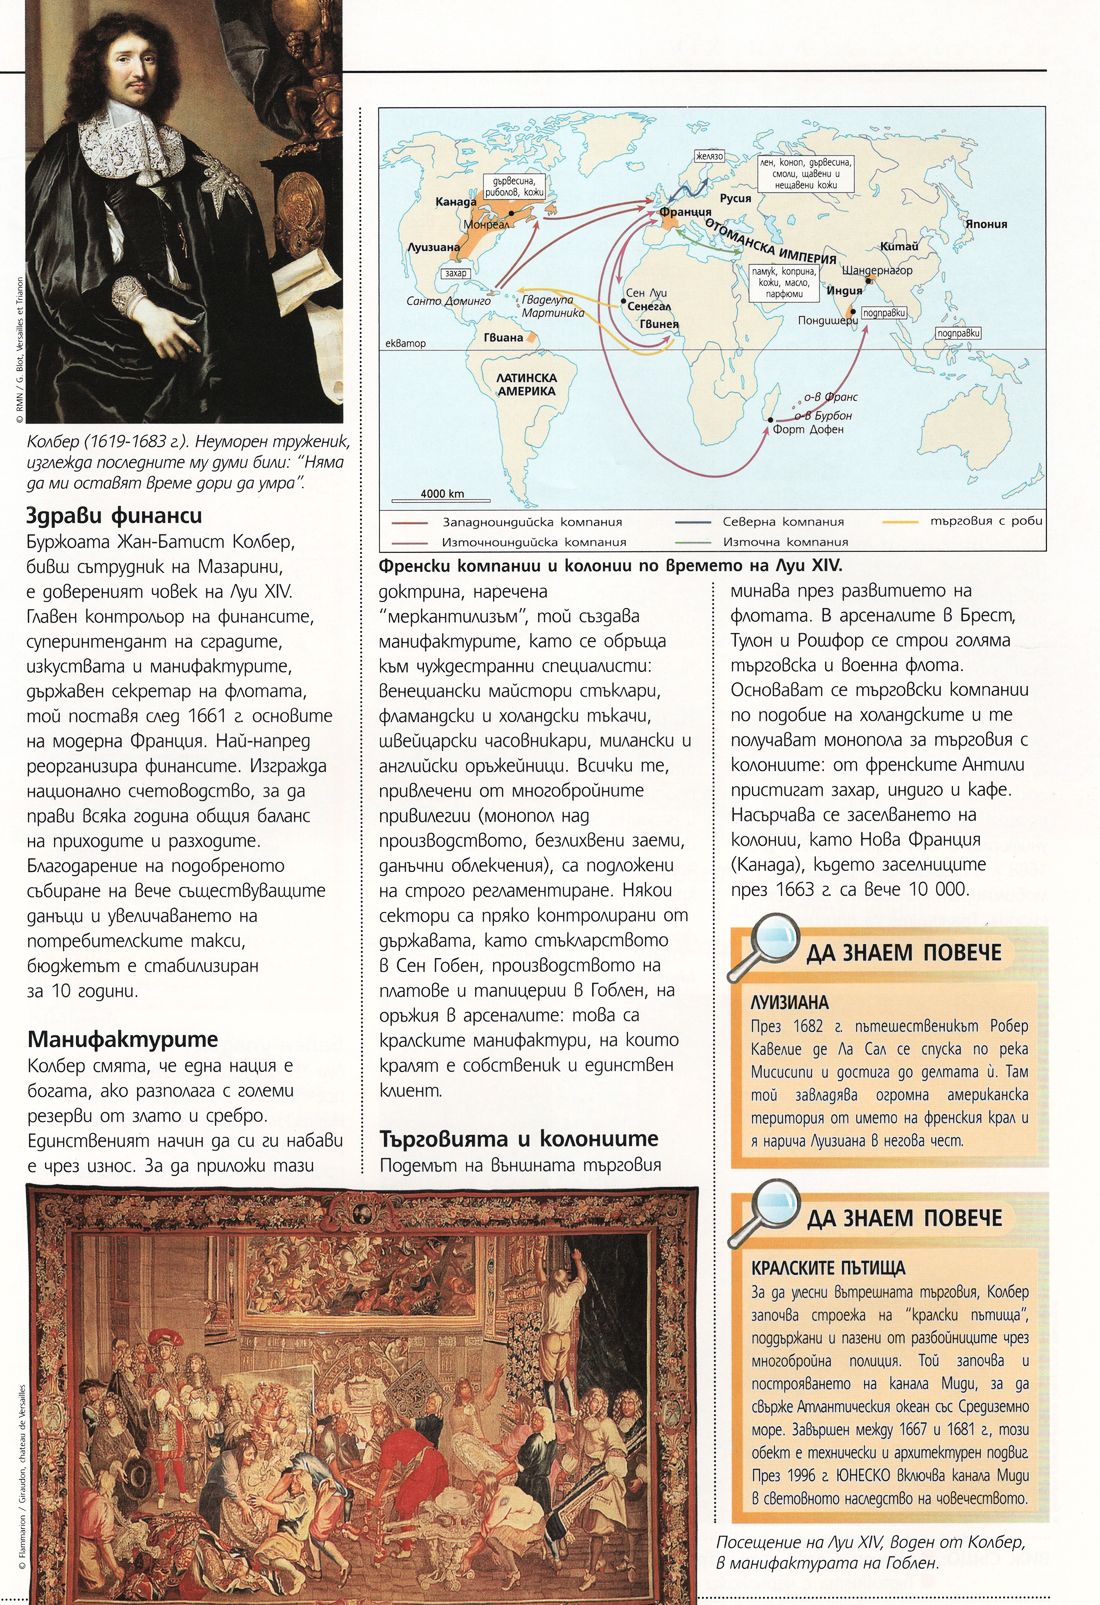 © RMN / G. Blot, Versailles et Trianon
Колбер (1619-1683 г.). Неуморен труженик,
изглежда последните му думи били: “Няма
да ми оставят време дори да умра”.
Здрави финанси
Буржоата Жан-Батист Колбер,
бивш сътрудник на Мазарини,
е довереният човек на Луи XIV.
Главен контрольор на финансите,
суперинтендант на сградите,
изкуствата и манифактурите,
държавен секретар на флотата,
той поставя след 1661 г. основите
на модерна Франция. Най-напред
реорганизира финансите. Изгражда
национално счетоводство, за да
прави всяка година общия баланс
на приходите и разходите.
Благодарение на подобреното
събиране на вече съществуващите
данъци и увеличаването на
потребителските такси,
бюджетът е стабилизиран
за 10 години.
Манифактурите
Колбер смята, че една нация е
богата, ако разполага с големи
резерви от злато и сребро.
Единственият начин да си ги набави
е чрез износ. За да приложи тази
желязо
лен, коноп, дървесина,
смоли, щавени и
нещавени кожи
дървесина,
риболов, кожи
Канада
Монреал
Луизиана
захар
Санто Доминго
Гваделупа
Мартиника
Гвиана
екватор
ЛАТИНСКА
АМЕРИКА
Франция
Русия
ОТОМАНСКА ИМПЕРИЯ
памук, коприна,
кожи, масло,
парфюми
Сен Луи
Сенегал
Гвинея
Китай
Япония
Шандернагор
Индия
Пондишери
подправки
подправки
о-в Франс
о-в Бурбон
Форт Дофен
4000 km
Западноиндийска компания
Северна компания
търговия с роби
Източноиндийска компания
Източна компания
Френски компании и колонии по времето на Луи XIV.
доктрина, наречена
“меркантилизъм”, той създава
манифактурите, като се обръща
към чуждестранни специалисти:
венециански майстори стъклари,
фламандски и холандски тъкачи,
швейцарски часовникари, милански и
английски оръжейници. Всички те,
привлечени от многобройните
привилегии (монопол над
производството, безлихвени заеми,
данъчни облекчения), са подложени
на строго регламентиране. Някои
сектори са пряко контролирани от
държавата, като стъкларството
в Сен Гобен, производството на
платове и тапицерии в Гоблен, на
оръжия в арсеналите: това са
кралските манифактури, на които
кралят е собственик и единствен
клиент.
Търговията и колониите
Подемът на външната търговия
минава през развитието на
флотата. В арсеналите в Брест,
Тулон и Рошфор се строи голяма
търговска и военна флота.
Основават се търговски компании
по подобие на холандските и те
получават монопола за търговия с
колониите: от френските Антили
пристигат захар, индиго и кафе.
Насърчава се заселването на
колонии, като Нова Франция
(Канада), където заселниците
през 1663 г. са вече 10 000.
ДА ЗНАЕМ ПОВЕЧЕ
ЛУИЗИАНА
През 1682 г. пътешественикът Робер
Кавелие де Ла Сал се спуска по река
Мисисипи и достига до делтата ѝ. Там
той завладява огромна американска
територия от името на френския крал и
я нарича Луизиана в негова чест.
ДА ЗНАЕМ ПОВЕЧЕ
КРАЛСКИТЕ ПЪТИЩА
За да улесни вътрешната търговия, Колбер
започва строежа на “кралски пътища”,
поддържани и пазени от разбойниците чрез
многобройна полиция. Той започва и
построяването на канала Миди, за да
свърже Атлантическия океан със Средиземно
море. Завършен между 1667 и 1681 г., този
обект е технически и архитектурен подвиг.
През 1996 г. ЮНЕСКО включва канала Миди
в световното наследство на човечеството.
Посещение на Луи XIV, воден от Колбер,
в манифактурата на Гоблен.
© Flammarion / Giraudon, chateau de Versailles